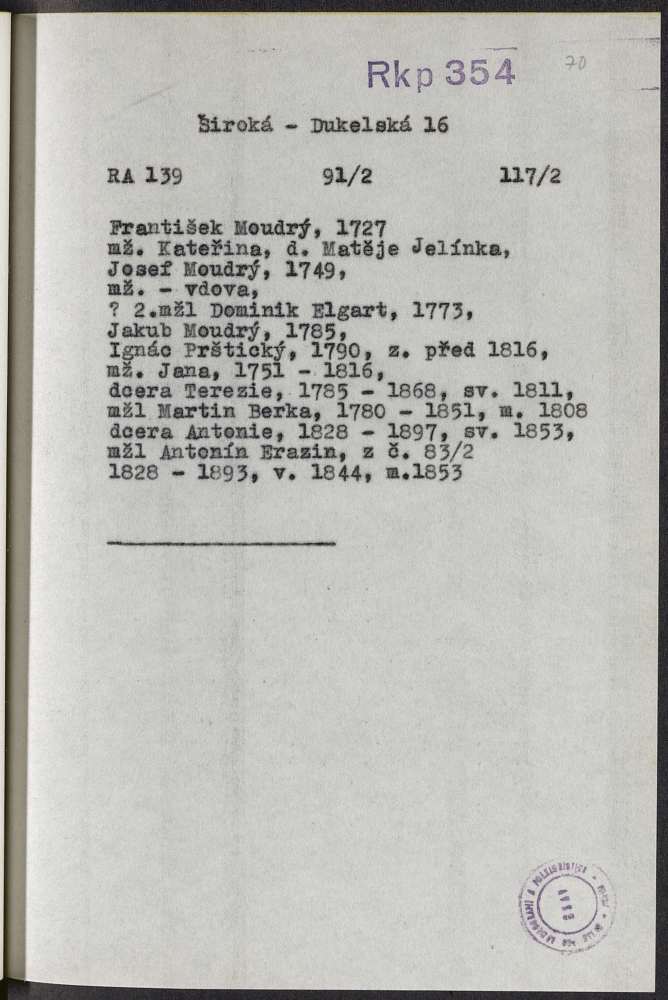 Rkp 354
70
Široká - Dukelská 16
RA 139 91/2 117/2
František Moudrý, 1727
mž. Kateřina, d. Matěje Jelínka,
Josef Moudrý, 1749,
mž. - vdova,
? 2.mžl Dominik Elgart, 1773,
Jakub Moudrý, 1785,
Ignác Prštický, 1790, z. před 1816,
mž. Jana, 1751 - 1816,
dcera Terezie, 1785 - 1868, sv. 1811,
mžl Martin Berka, 1780 - 1851, m. 1808
dcera Antonie, 1828 - 1897, sv. 1853,
mžl Antonín Erazin, z č. 83/2
1828 - 1893, v. 1844, m.1853